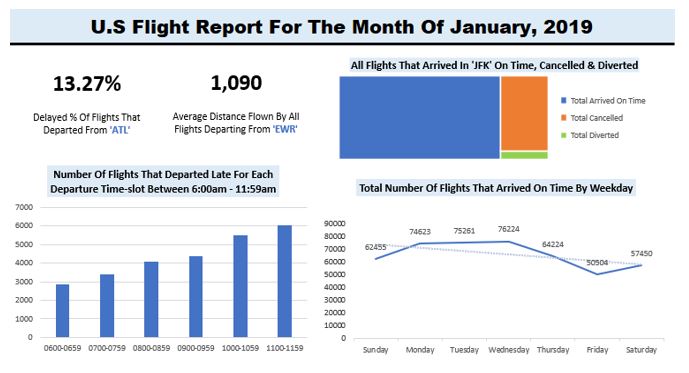 U.S Flight Report For The Month Of January, 2019
13.27%
Delayed % Of Flights That
Departed From 'ATL'
1,090
Average Distance Flown By All
Flights Departing From 'EWR'
All Flights That Arrived In 'JFK' On Time, Cancelled & Diverted
Total Arrived On Time
Total Cancelled
Total Diverted
Number Of Flights That Departed Late For Each
Departure Time-slot Between 6:00am - 11:59am
7000
6000
5000
4000
3000
2000
1000
0
0600-0659 0700-0759 0800-0859 0900-0959 1000-1059 1100-1159
Total Number Of Flights That Arrived On Time By Weekday
90000
80000
70000
60000
50000
40000
30000
20000
10000
0
62455 74623 75261 76224 64224 50504 57450
Sunday Monday Tuesday Wednesday Thursday Friday Saturday